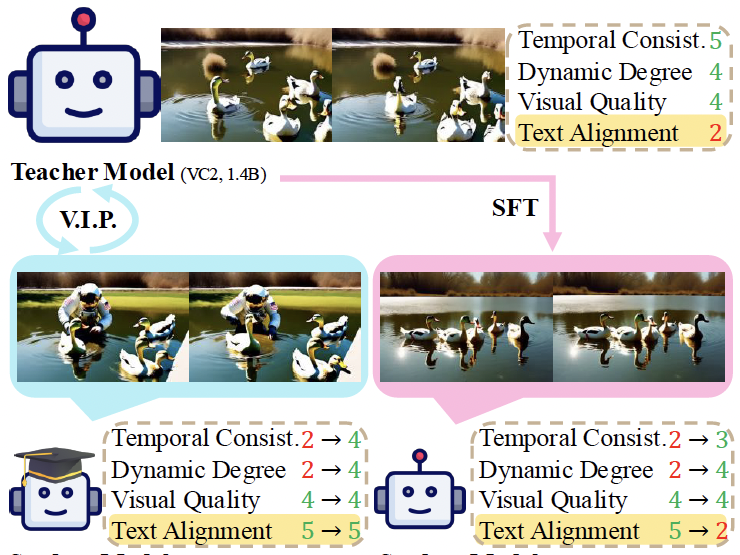 Temporal Consist. 5
Dynamic Degree 4
Visual Quality 4
Text Alignment 2
Teacher Model (VC2, 1.4B)
V.I.P.
SFT
Temporal Consist. 2 → 4
Dynamic Degree 2 → 4
Visual Quality 4 → 4
Text Alignment 5 → 5
Temporal Consist. 2 → 3
Dynamic Degree 2 → 4
Visual Quality 4 → 4
Text Alignment 5 → 2